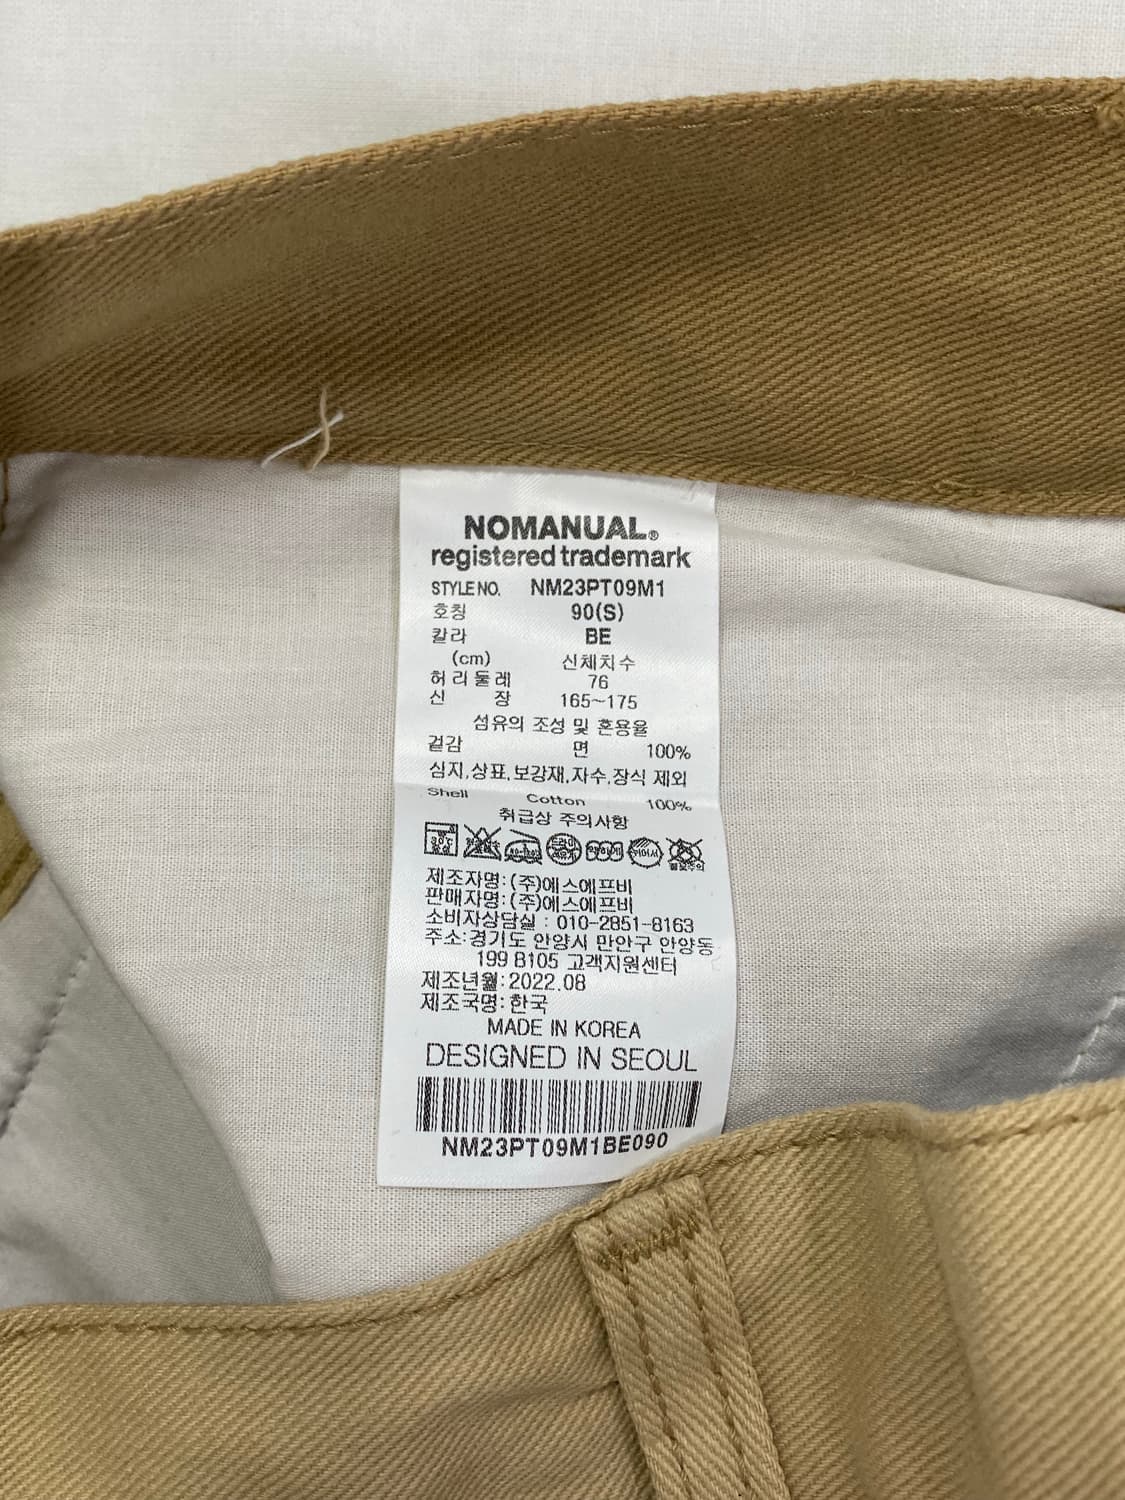 NOMANUAL®
registered trademark
STYLE NO. NM23PT09M1
호칭 90(S)
칼라 BE
(cm) 신체치수
허리둘레 76
신 장 165~175
섬유의 조성 및 혼용율
겉감 면 100%
심지,상표,보강재,자수,장식 제외
Shell Cotton 100%
취급상 주의사항
제조자명:(주)에스에프비
판매자명:(주)에스에프비
소비자상담실 : 010-2851-8163
주소:경기도 안양시 만안구 안양동
199 B105 고객지원센터
제조년월:2022.08
제조국명:한국
MADE IN KOREA
DESIGNED IN SEOUL
NM23PT09M1BE090